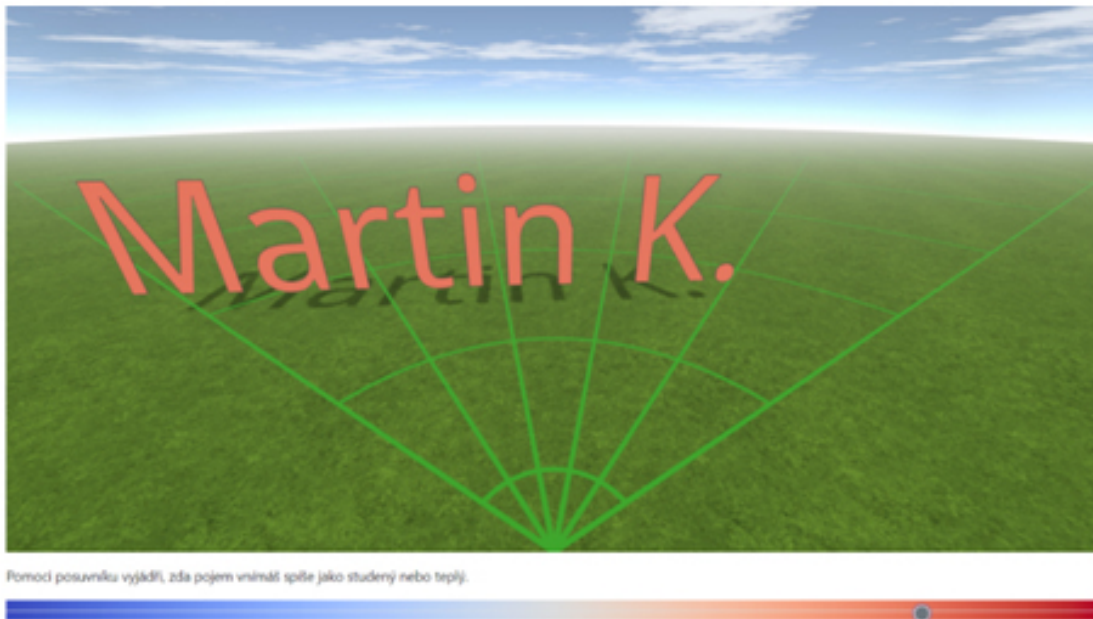 Martin K.
Pomocí posuvníku vyjádři, zda pojem vnímáš spíše jako studený nebo teplý.